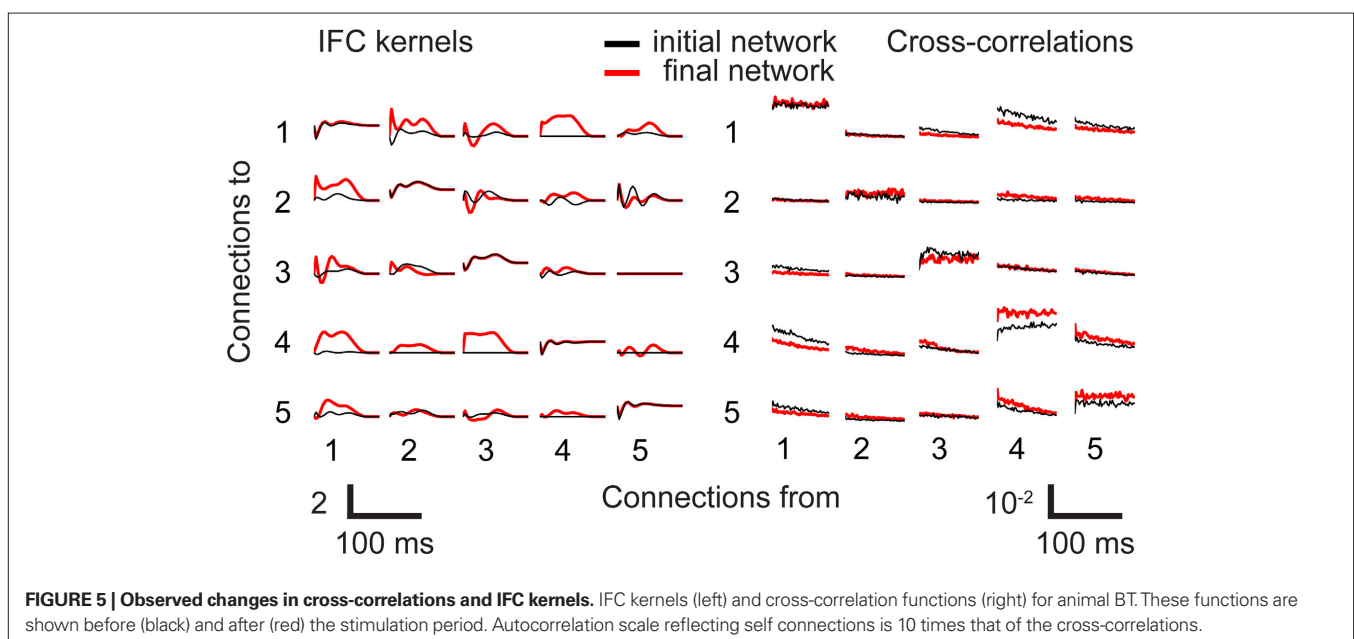 IFC kernels
initial network
final network
Cross-correlations
Connections to
1
2
3
4
5
1 2 3 4 5
1
2
3
4
5
1 2 3 4 5
Connections from
2
100 ms
10-2
100 ms
FIGURE 5 | Observed changes in cross-correlations and IFC kernels. IFC kernels (left) and cross-correlation functions (right) for animal BT. These functions are
shown before (black) and after (red) the stimulation period. Autocorrelation scale reflecting self connections is 10 times that of the cross-correlations.